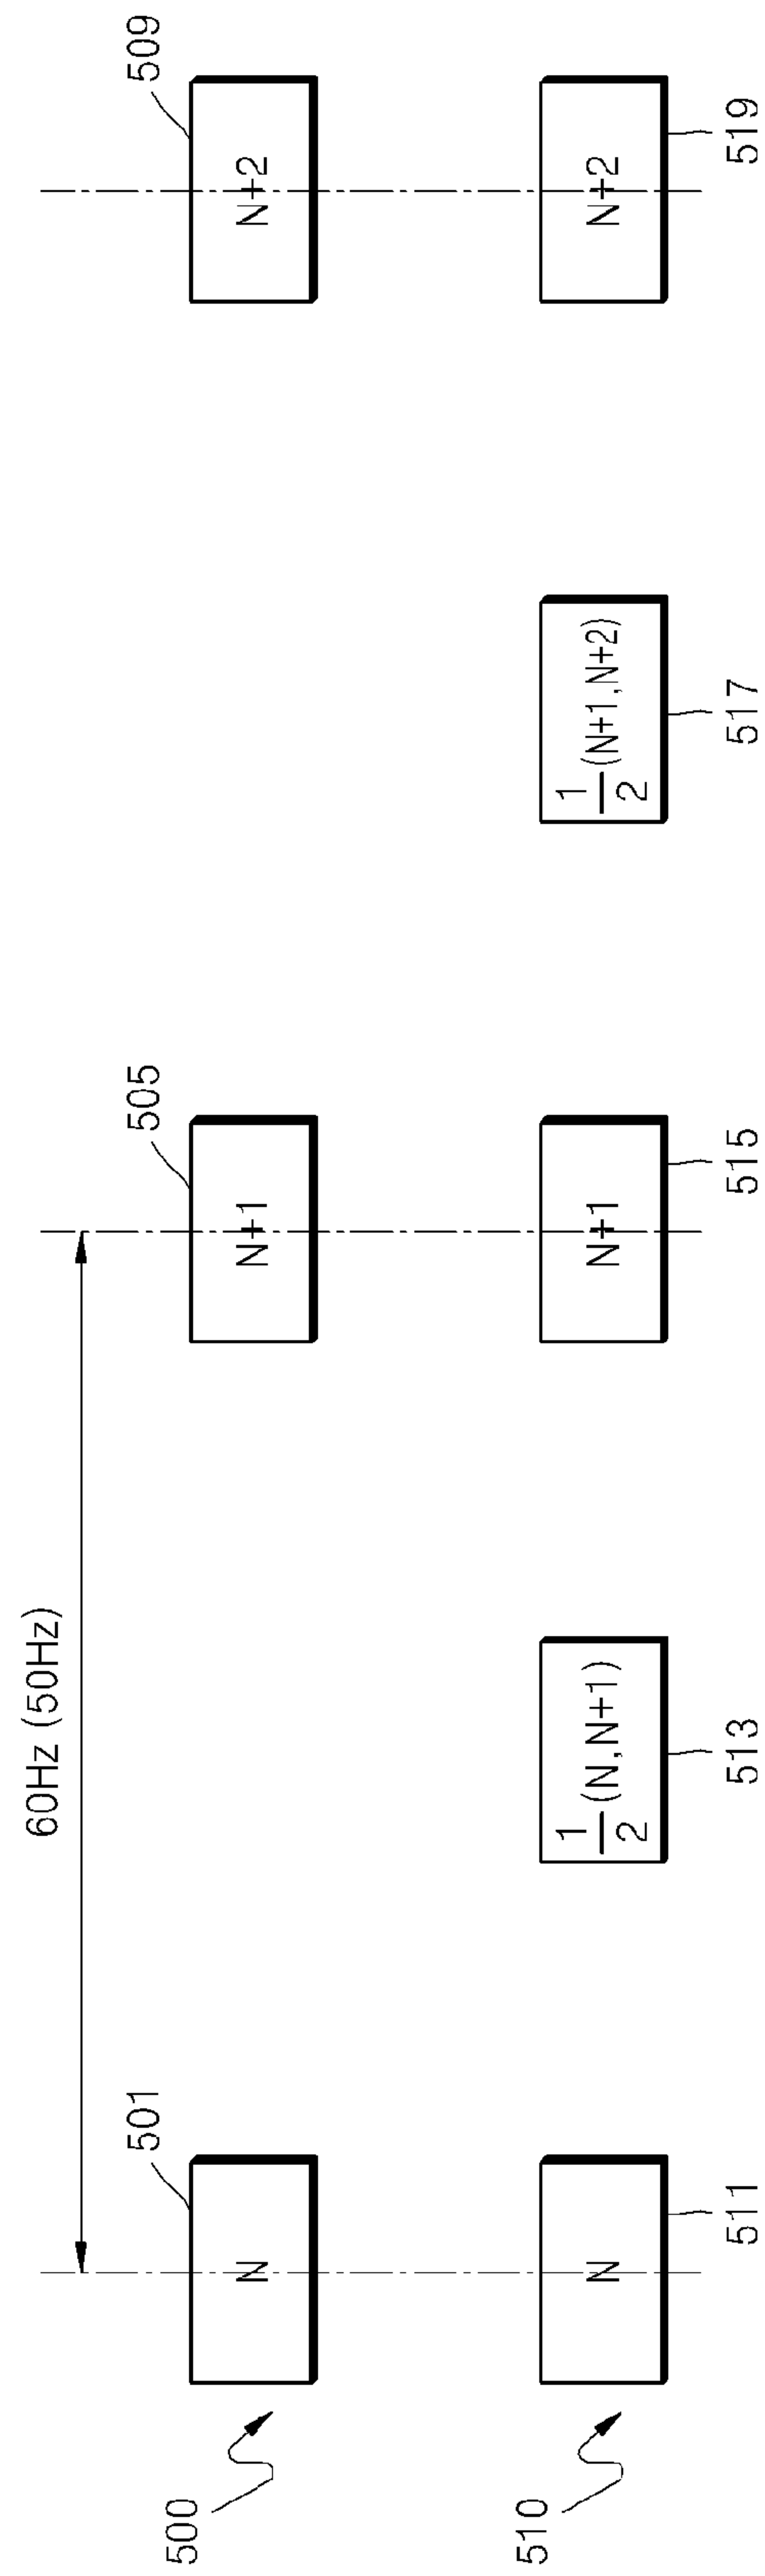 60Hz (50Hz)
500
501
505
509
N
N+1
N+2
510
N
1/2 (N,N+1)
N+1
1/2 (N+1,N+2)
N+2
511
513
515
517
519